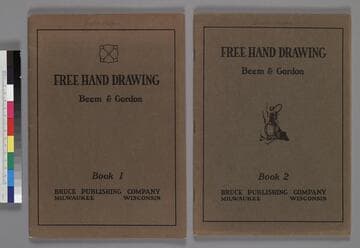 FREE HAND DRAWING
Beem & Gordon
Book 1
BRUCE PUBLISHING COMPANY
MILWAUKEE WISCONSIN
FREE HAND DRAWING
Beem & Gordon
Book 2
BRUCE PUBLISHING COMPANY
MILWAUKEE WISCONSIN